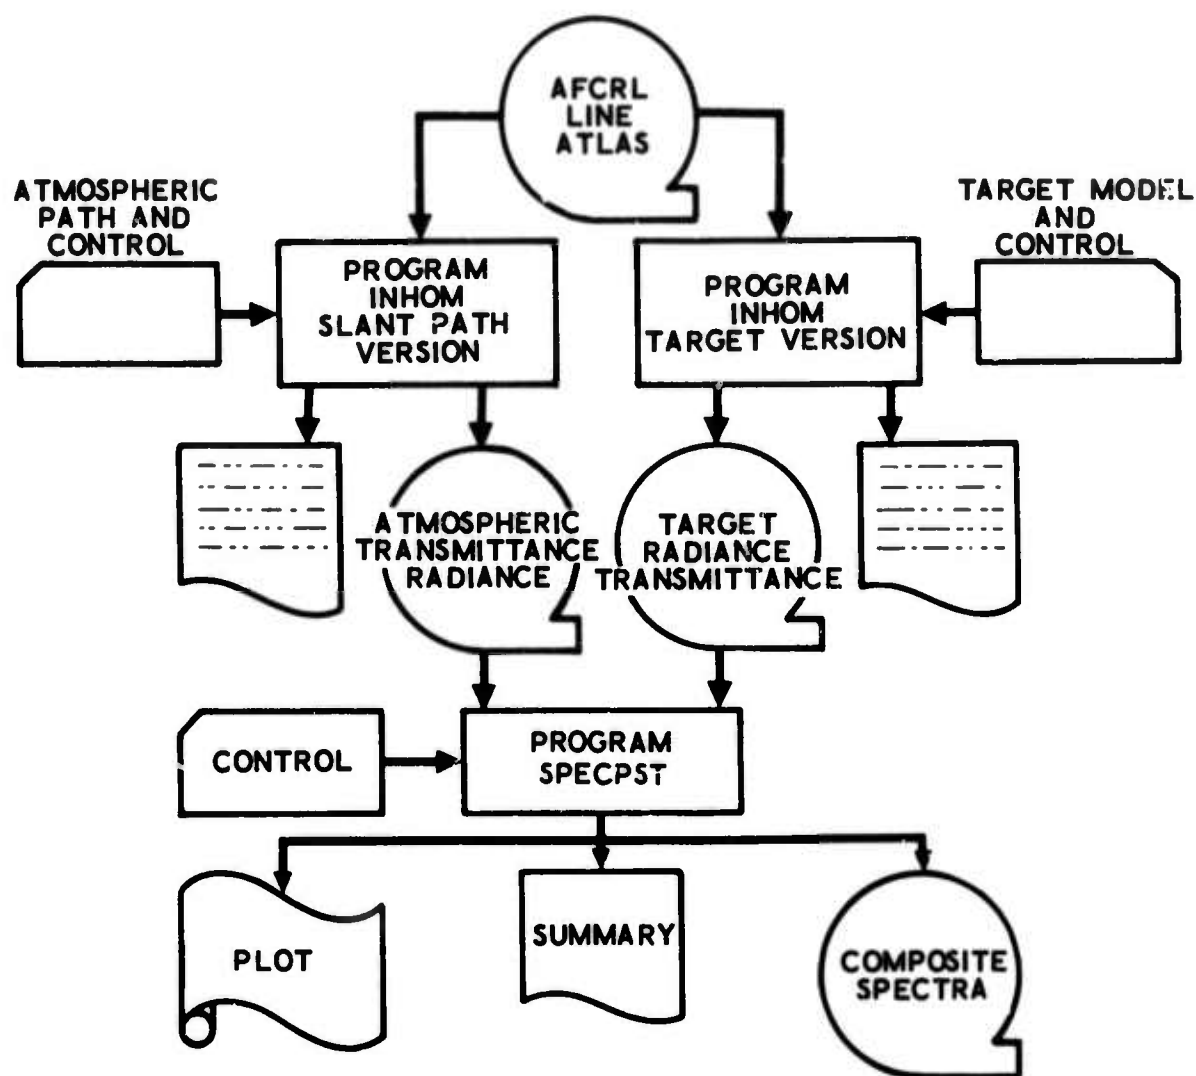 AFCRL
LINE
ATLAS
ATMOSPHERIC
PATH AND
CONTROL
TARGET MODEL
AND
CONTROL
PROGRAM
INHOM
SLANT PATH
VERSION
PROGRAM
INHOM
TARGET VERSION
ATMOSPHERIC
TRANSMITTANCE
RADIANCE
TARGET
RADIANCE
TRANSMITTANCE
CONTROL
PROGRAM
SPECPST
PLOT
SUMMARY
COMPOSITE
SPECTRA